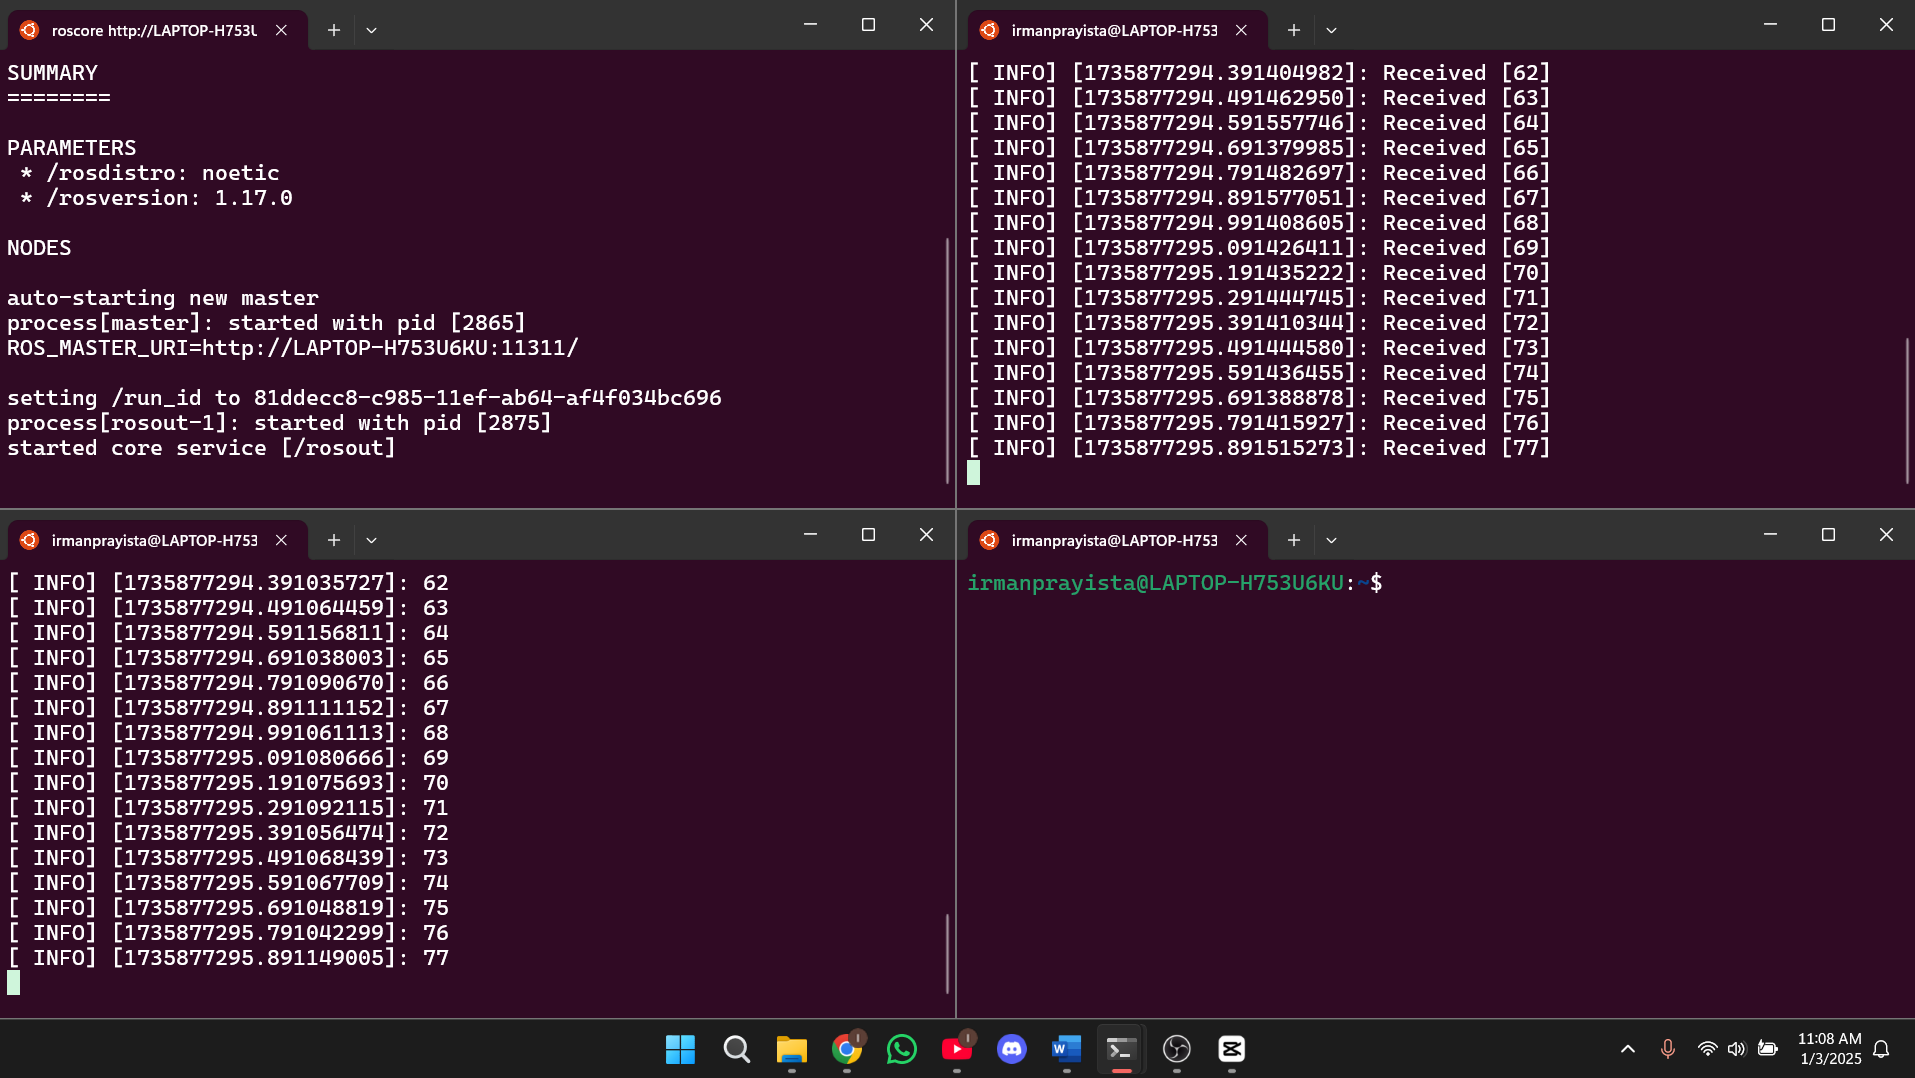 roscore http://LAPTOP-H753U
SUMMARY
========
PARAMETERS
* /rosdistro: noetic
* /rosversion: 1.17.0
NODES
auto-starting new master
process[master]: started with pid [2865]
ROS_MASTER_URI=http://LAPTOP-H753U6KU:11311/
setting /run_id to 81ddecc8-c985-11ef-ab64-af4f034bc696
process[rosout-1]: started with pid [2875]
started core service [/rosout]
irmanprayista@LAPTOP-H753
[ INFO] [1735877294.391404982]: Received [62]
[ INFO] [1735877294.491462950]: Received [63]
[ INFO] [1735877294.591557746]: Received [64]
[ INFO] [1735877294.691379985]: Received [65]
[ INFO] [1735877294.791482697]: Received [66]
[ INFO] [1735877294.891577051]: Received [67]
[ INFO] [1735877294.991408605]: Received [68]
[ INFO] [1735877295.091426411]: Received [69]
[ INFO] [1735877295.191435222]: Received [70]
[ INFO] [1735877295.291444745]: Received [71]
[ INFO] [1735877295.391410344]: Received [72]
[ INFO] [1735877295.491444580]: Received [73]
[ INFO] [1735877295.591436455]: Received [74]
[ INFO] [1735877295.691388878]: Received [75]
[ INFO] [1735877295.791415927]: Received [76]
[ INFO] [1735877295.891515273]: Received [77]
irmanprayista@LAPTOP-H753
[ INFO] [1735877294.391035727]: 62
[ INFO] [1735877294.491064459]: 63
[ INFO] [1735877294.591156811]: 64
[ INFO] [1735877294.691038003]: 65
[ INFO] [1735877294.791090670]: 66
[ INFO] [1735877294.891111152]: 67
[ INFO] [1735877294.991061113]: 68
[ INFO] [1735877295.091080666]: 69
[ INFO] [1735877295.191075693]: 70
[ INFO] [1735877295.291092115]: 71
[ INFO] [1735877295.391056474]: 72
[ INFO] [1735877295.491068439]: 73
[ INFO] [1735877295.591067709]: 74
[ INFO] [1735877295.691048819]: 75
[ INFO] [1735877295.791042299]: 76
[ INFO] [1735877295.891149005]: 77
irmanprayista@LAPTOP-H753
irmanprayista@LAPTOP-H753U6KU:~$
11:08 AM
1/3/2025